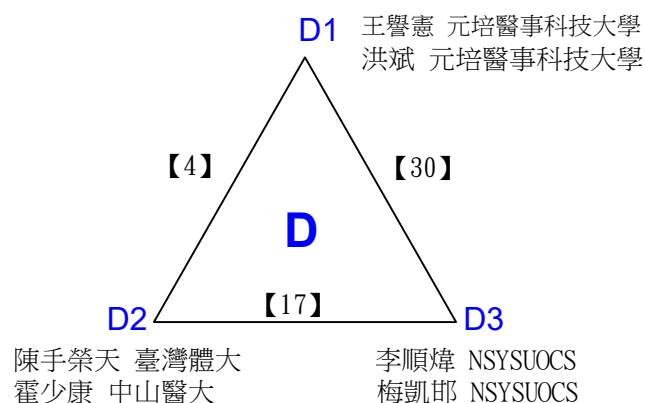 D1 王譽憲 元培醫事科技大學
洪斌 元培醫事科技大學
【4】 【30】
D
【17】
D2 D3
陳手榮天 臺灣體大 李順煒 NSYSUOCS
霍少康 中山醫大 梅凱邯 NSYSUOCS